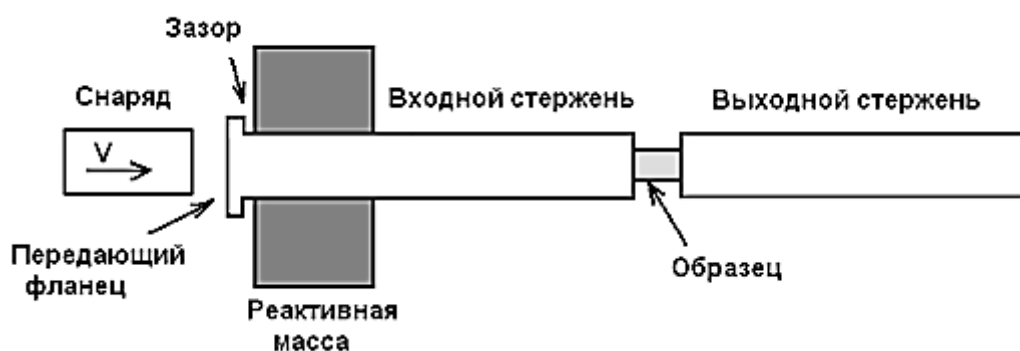 Зазор
Снаряд
V
Входной стержень
Выходной стержень
Передающий
фланец
Образец
Реактивная
масса